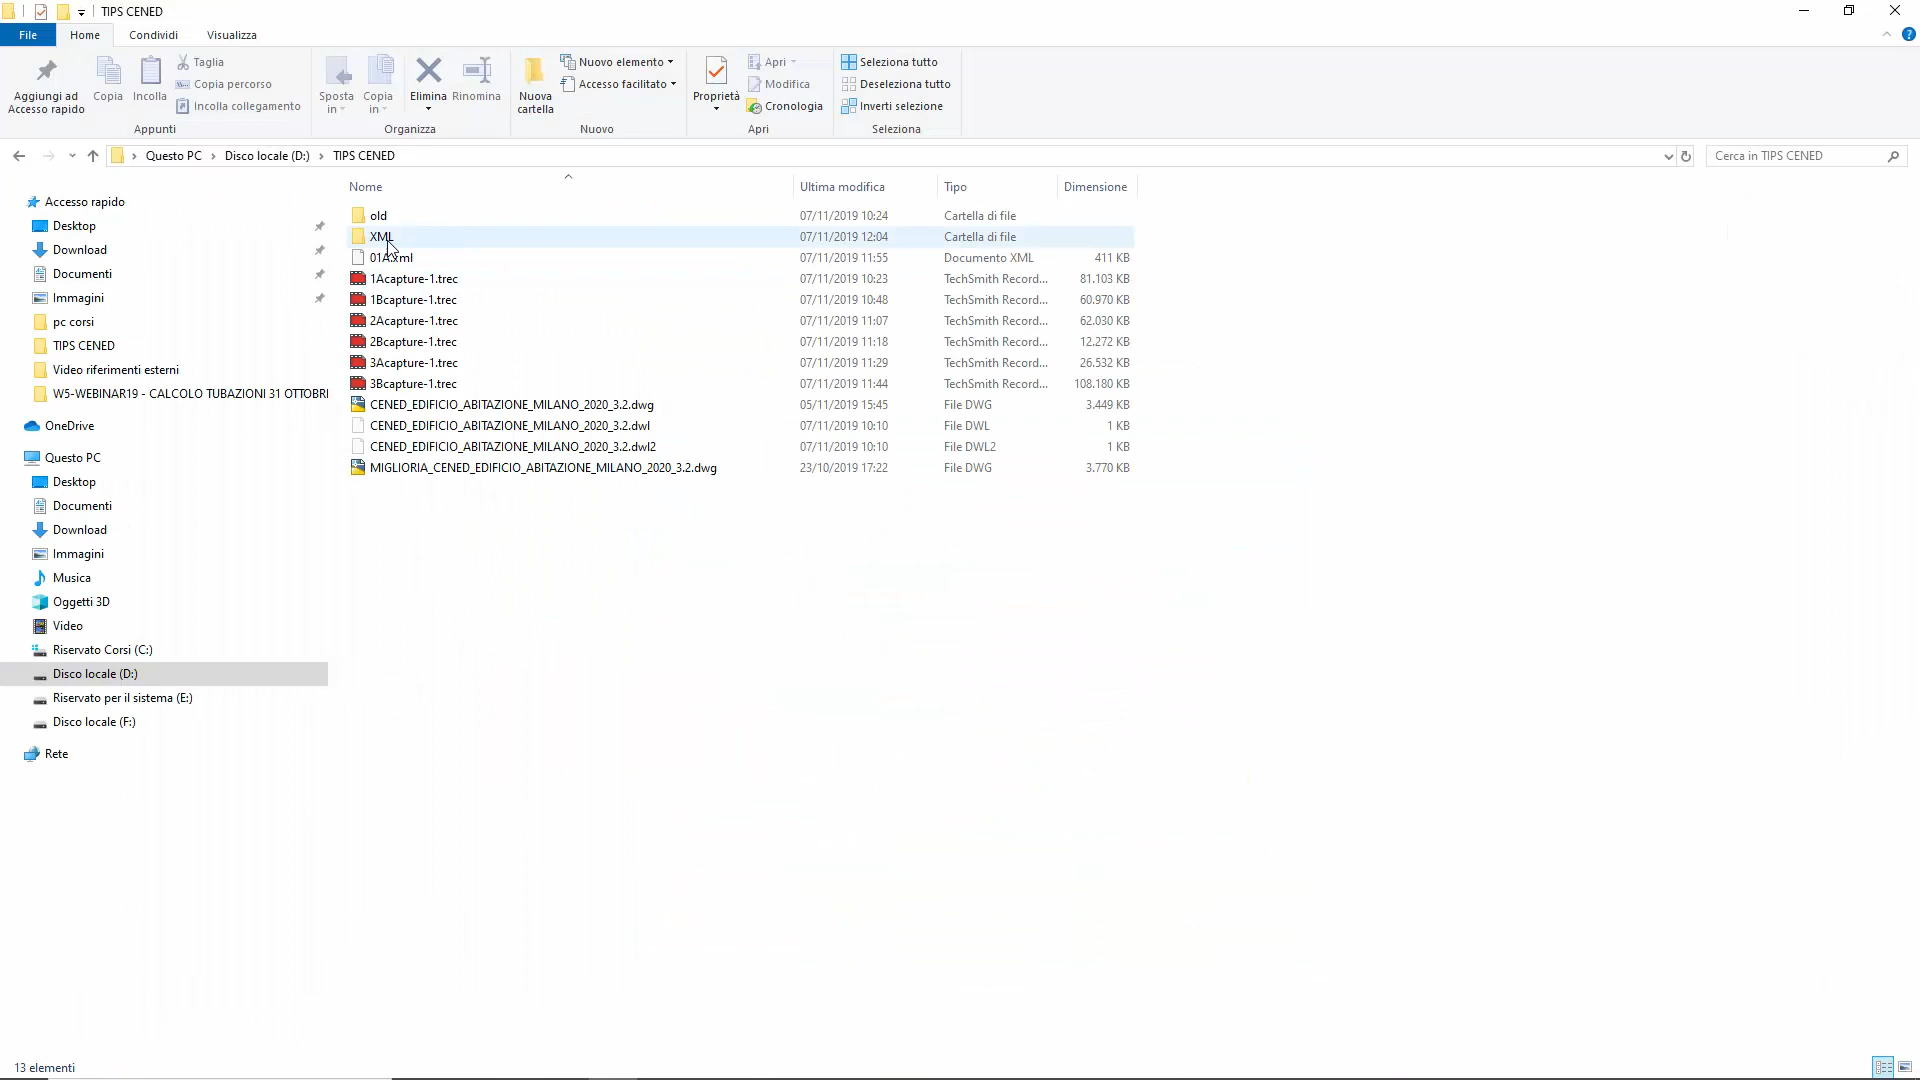 TIPS CENED
File Home Condividi Visualizza
Aggiungi ad Accesso rapido
Copia
Incolla
Taglia
Copia percorso
Incolla collegamento
Appunti
Sposta in
Copia in
Elimina
Rinomina
Organizza
Nuova cartella
Nuovo elemento
Accesso facilitato
Nuovo
Proprietà
Apri
Modifica
Cronologia
Apri
Seleziona tutto
Deseleziona tutto
Inverti selezione
Seleziona
Questo PC > Disco locale (D:) > TIPS CENED
Cerca in TIPS CENED
Accesso rapido
Desktop
Download
Documenti
Immagini
pc corsi
TIPS CENED
Video riferimenti esterni
W5-WEBINAR19 - CALCOLO TUBAZIONI 31 OTTOBRI
OneDrive
Questo PC
Desktop
Documenti
Download
Immagini
Musica
Oggetti 3D
Video
Riservato Corsi (C:)
Disco locale (D:)
Riservato per il sistema (E:)
Disco locale (F:)
Rete
Nome Ultima modifica Tipo Dimensione
old 07/11/2019 10:24 Cartella di file
XML 07/11/2019 12:04 Cartella di file
01A.xml 07/11/2019 11:55 Documento XML 411 KB
1Acapture-1.trec 07/11/2019 10:23 TechSmith Record... 81.103 KB
1Bcapture-1.trec 07/11/2019 10:48 TechSmith Record... 60.970 KB
2Acapture-1.trec 07/11/2019 11:07 TechSmith Record... 62.030 KB
2Bcapture-1.trec 07/11/2019 11:18 TechSmith Record... 12.272 KB
3Acapture-1.trec 07/11/2019 11:29 TechSmith Record... 26.532 KB
3Bcapture-1.trec 07/11/2019 11:44 TechSmith Record... 108.180 KB
CENED_EDIFICIO_ABITAZIONE_MILANO_2020_3.2.dwg 05/11/2019 15:45 File DWG 3.449 KB
CENED_EDIFICIO_ABITAZIONE_MILANO_2020_3.2.dwl 07/11/2019 10:10 File DWL 1 KB
CENED_EDIFICIO_ABITAZIONE_MILANO_2020_3.2.dwl2 07/11/2019 10:10 File DWL2 1 KB
MIGLIORIA_CENED_EDIFICIO_ABITAZIONE_MILANO_2020_3.2.dwg 23/10/2019 17:22 File DWG 3.770 KB
13 elementi